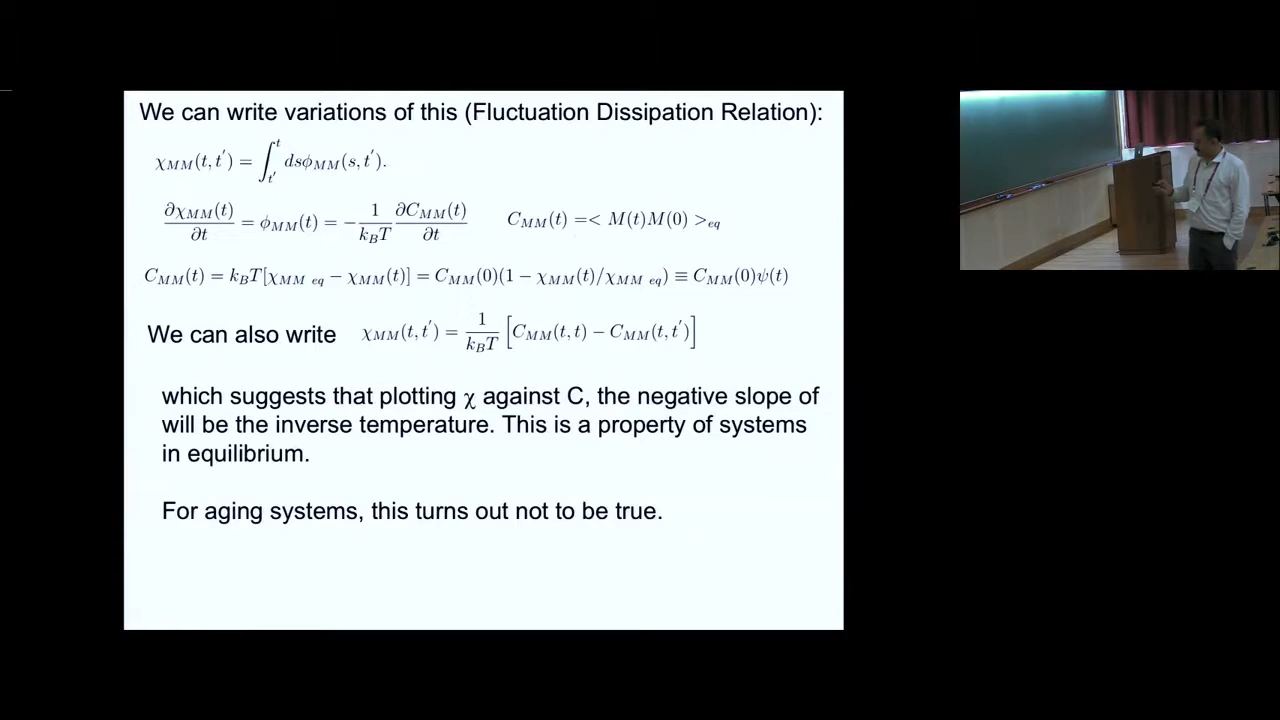 We can write variations of this (Fluctuation Dissipation Relation):
χ_MM(t, t′) = ∫_{t′}^{t} dsφ_MM(s, t′).
∂χ_MM(t)/∂t = φ_MM(t) = −1/(k_BT) ∂C_MM(t)/∂t C_MM(t) =< M(t)M(0) >_eq
C_MM(t) = k_BT[χ_MM eq − χ_MM(t)] = C_MM(0)(1 − χ_MM(t)/χ_MM eq) ≡ C_MM(0)ψ(t)
We can also write χ_MM(t, t′) = 1/(k_BT) [C_MM(t, t) − C_MM(t, t′)]
which suggests that plotting χ against C, the negative slope of
will be the inverse temperature. This is a property of systems
in equilibrium.
For aging systems, this turns out not to be true.